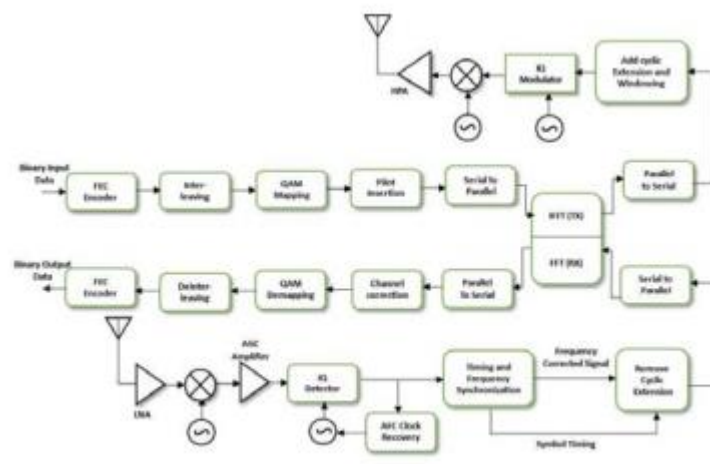 Add cyclic
Extension and
Windowing
IQ
Modulator
HPA
Binary Input
Data
FEC
Encoder
Inter-
leaving
QAM
Mapping
Pilot
Insertion
Serial to
Parallel
IFFT (TX)
Parallel
to Serial
Binary Output
Data
FEC
Encoder
Deinter-
leaving
QAM
Demapping
Channel
correction
Parallel
To Serial
FFT (RX)
Serial to
Parallel
LNA
AGC
Amplifier
IQ
Detector
AFC Clock
Recovery
Timing and
Frequency
Synchronization
Frequency
Corrected Signal
Symbol Timing
Remove
Cyclic
Extension